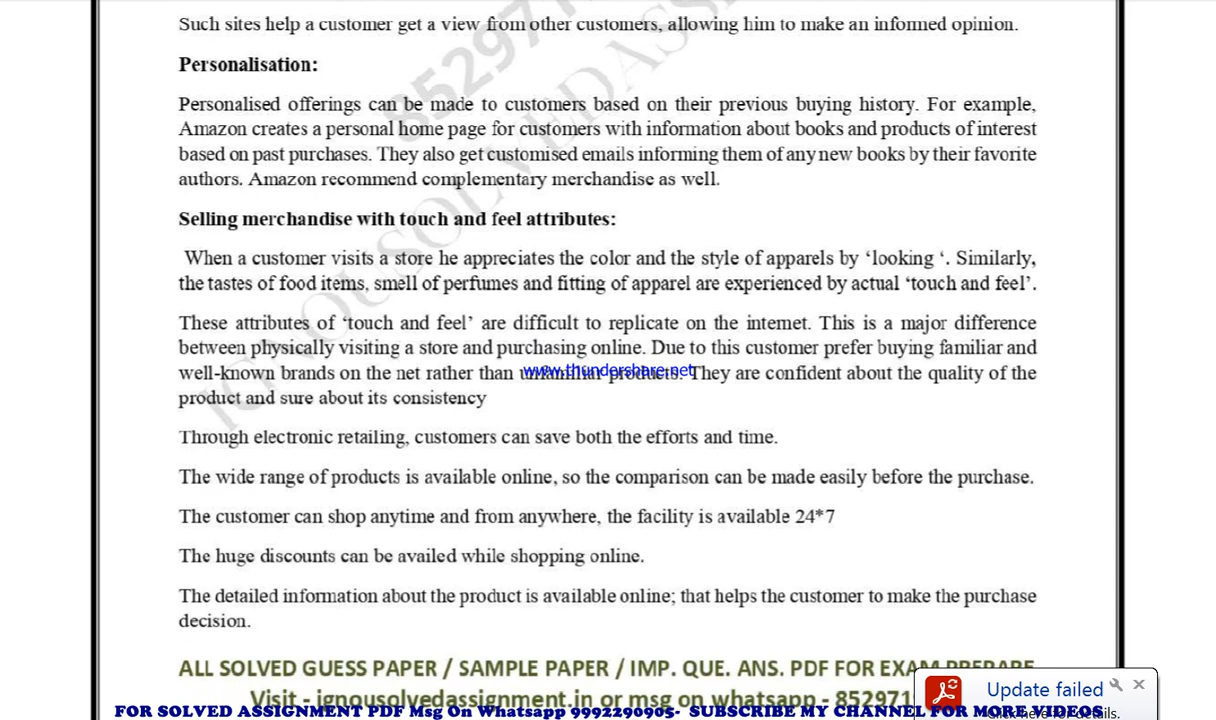 Such sites help a customer get a view from other customers, allowing him to make an informed opinion.
Personalisation:
Personalised offerings can be made to customers based on their previous buying history. For example,
Amazon creates a personal home page for customers with information about books and products of interest
based on past purchases. They also get customised emails informing them of any new books by their favorite
authors. Amazon recommend complementary merchandise as well.
Selling merchandise with touch and feel attributes:
When a customer visits a store he appreciates the color and the style of apparels by ‘looking ‘. Similarly,
the tastes of food items, smell of perfumes and fitting of apparel are experienced by actual ‘touch and feel’.
These attributes of ‘touch and feel’ are difficult to replicate on the internet. This is a major difference
between physically visiting a store and purchasing online. Due to this customer prefer buying familiar and
well-known brands on the net rather than They are confident about the quality of the
www.thundershare.net
product and sure about its consistency
Through electronic retailing, customers can save both the efforts and time.
The wide range of products is available online, so the comparison can be made easily before the purchase.
The customer can shop anytime and from anywhere, the facility is available 24*7
The huge discounts can be availed while shopping online.
The detailed information about the product is available online; that helps the customer to make the purchase
decision.
ALL SOLVED GUESS PAPER / SAMPLE PAPER / IMP. QUE. ANS. PDF FOR EXAM
Visit - ignousolvedassignment.in or msg on whatsapp - 852971
Update failed
details.
FOR SOLVED ASSIGNMENT PDF Msg On Whatsapp 9992290905- SUBSCRIBE MY CHANNEL FOR MORE VIDEOS